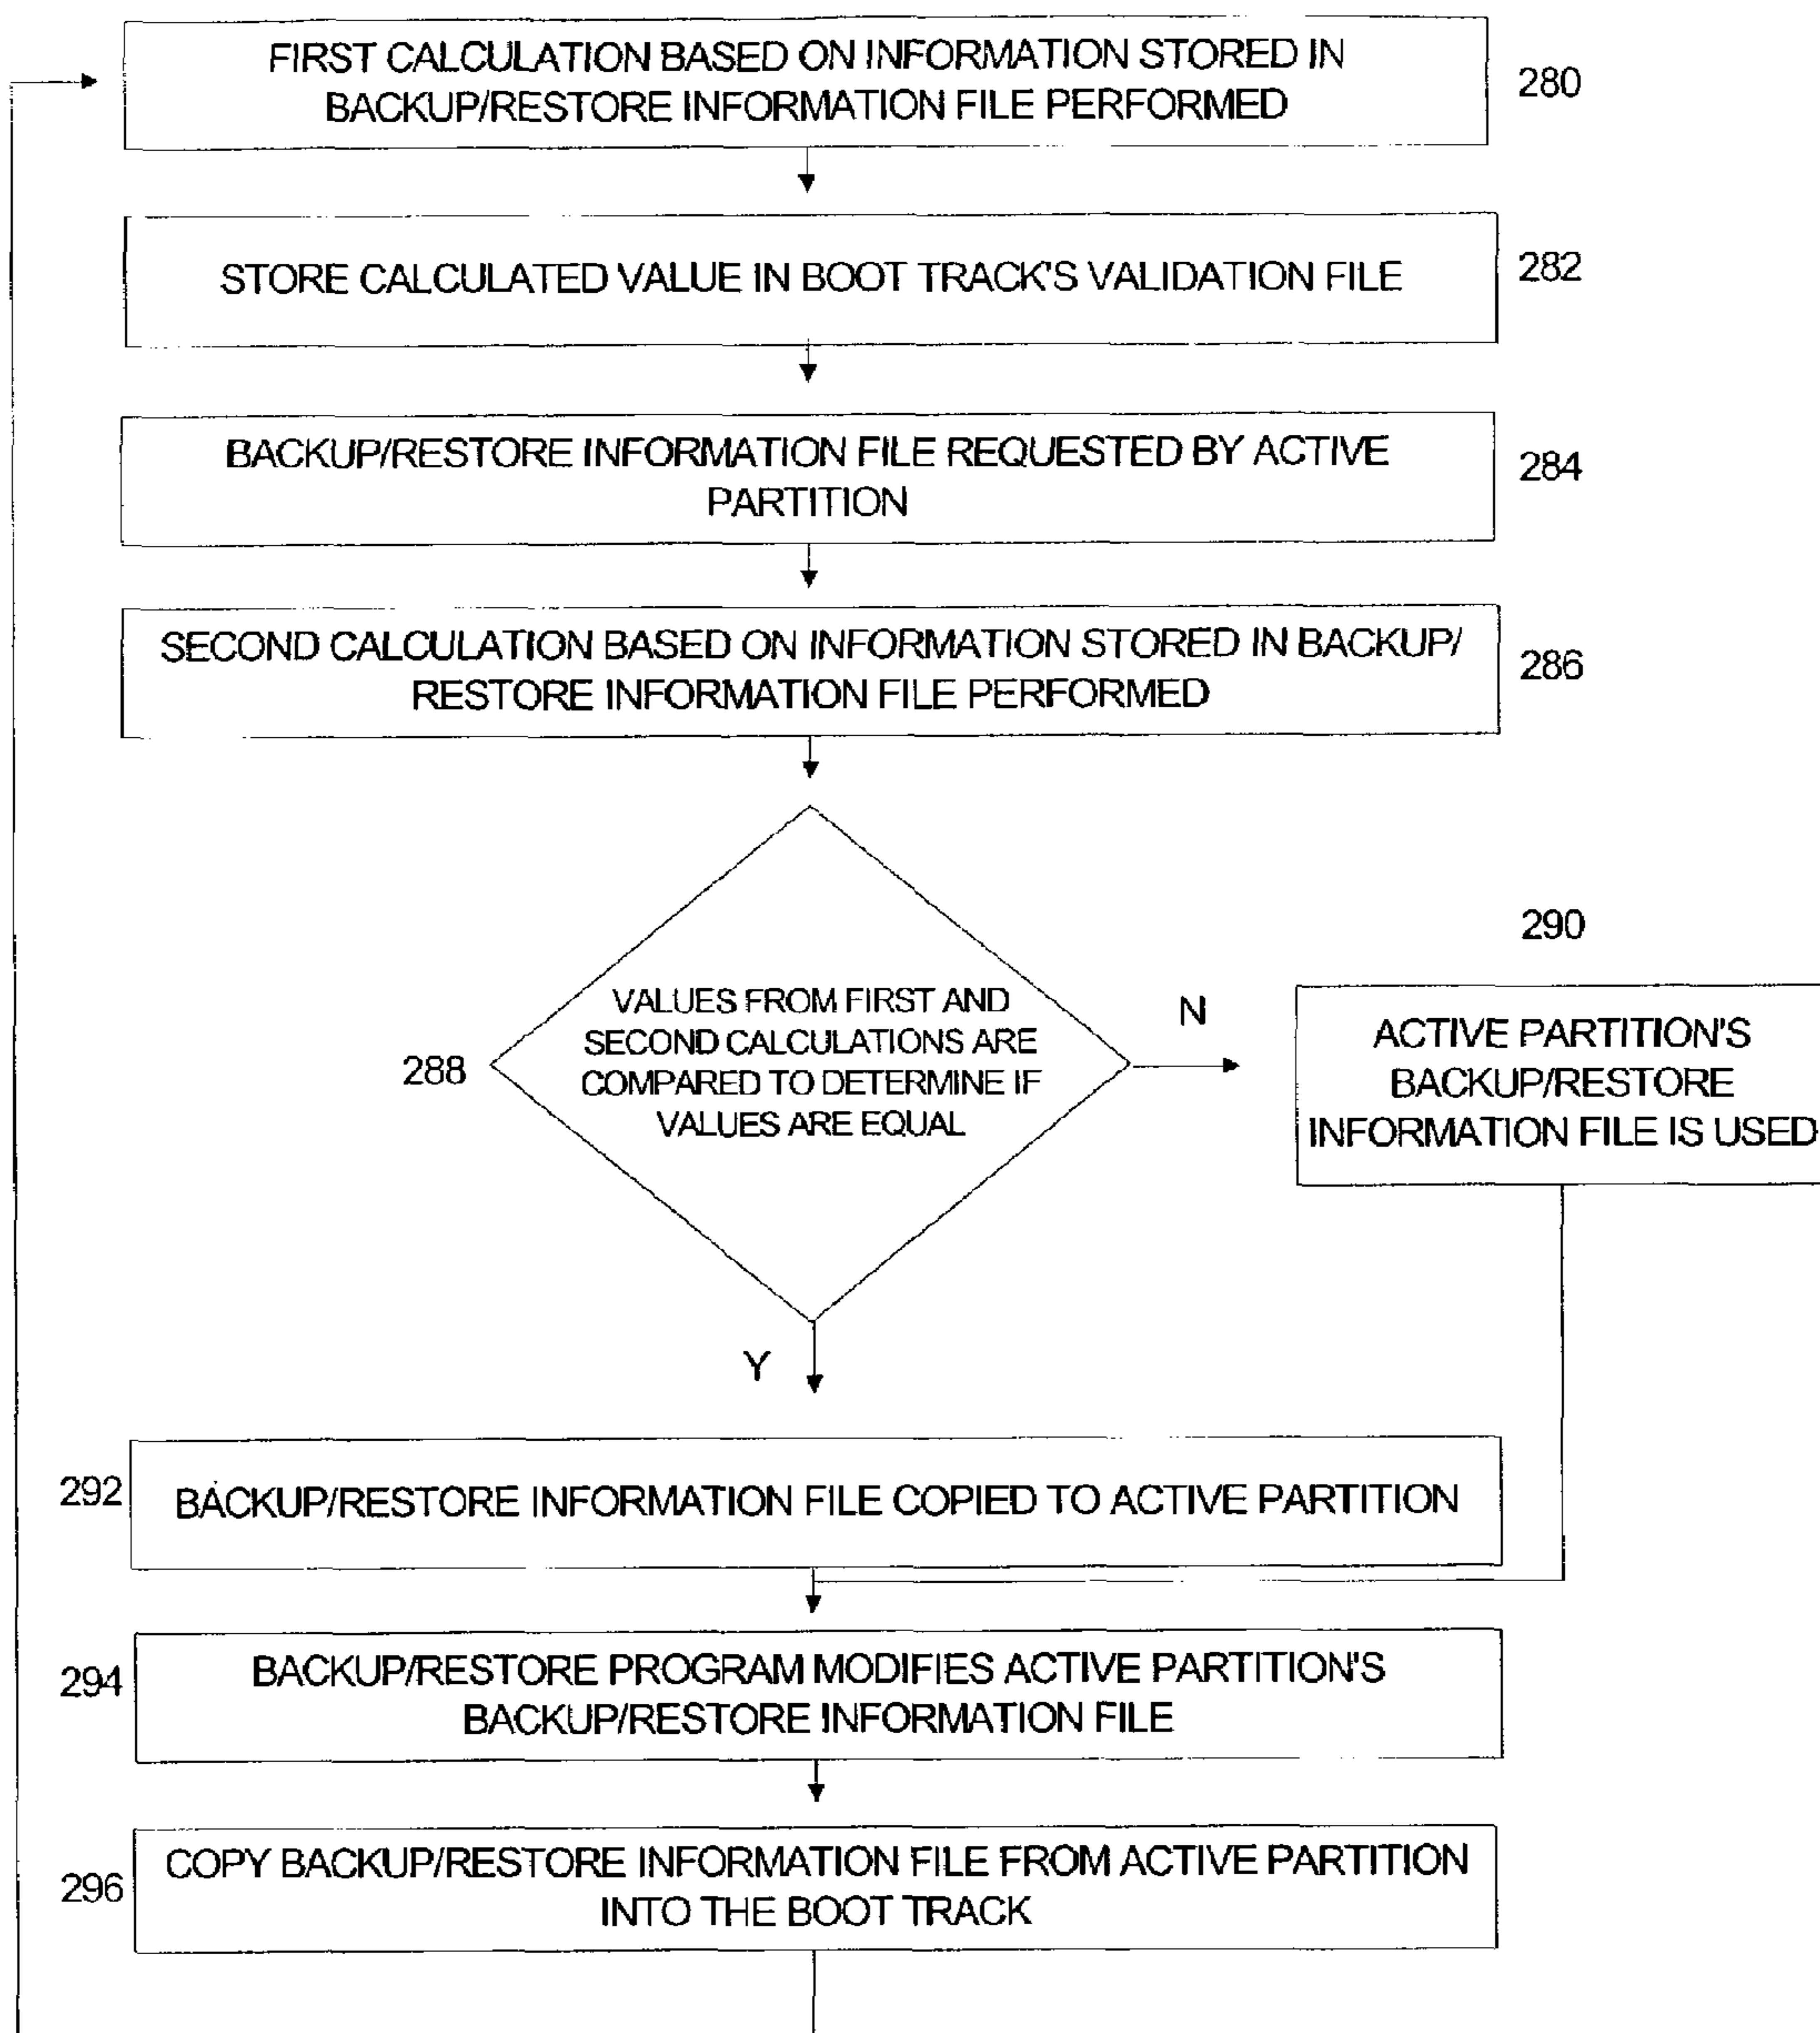 FIRST CALCULATION BASED ON INFORMATION STORED IN
BACKUP/RESTORE INFORMATION FILE PERFORMED
280
STORE CALCULATED VALUE IN BOOT TRACK'S VALIDATION FILE
282
BACKUP/RESTORE INFORMATION FILE REQUESTED BY ACTIVE
PARTITION
284
SECOND CALCULATION BASED ON INFORMATION STORED IN BACKUP/
RESTORE INFORMATION FILE PERFORMED
286
288
VALUES FROM FIRST AND
SECOND CALCULATIONS ARE
COMPARED TO DETERMINE IF
VALUES ARE EQUAL
N
290
ACTIVE PARTITION'S
BACKUP/RESTORE
INFORMATION FILE IS USED
Y
292
BACKUP/RESTORE INFORMATION FILE COPIED TO ACTIVE PARTITION
294
BACKUP/RESTORE PROGRAM MODIFIES ACTIVE PARTITION'S
BACKUP/RESTORE INFORMATION FILE
296
COPY BACKUP/RESTORE INFORMATION FILE FROM ACTIVE PARTITION
INTO THE BOOT TRACK